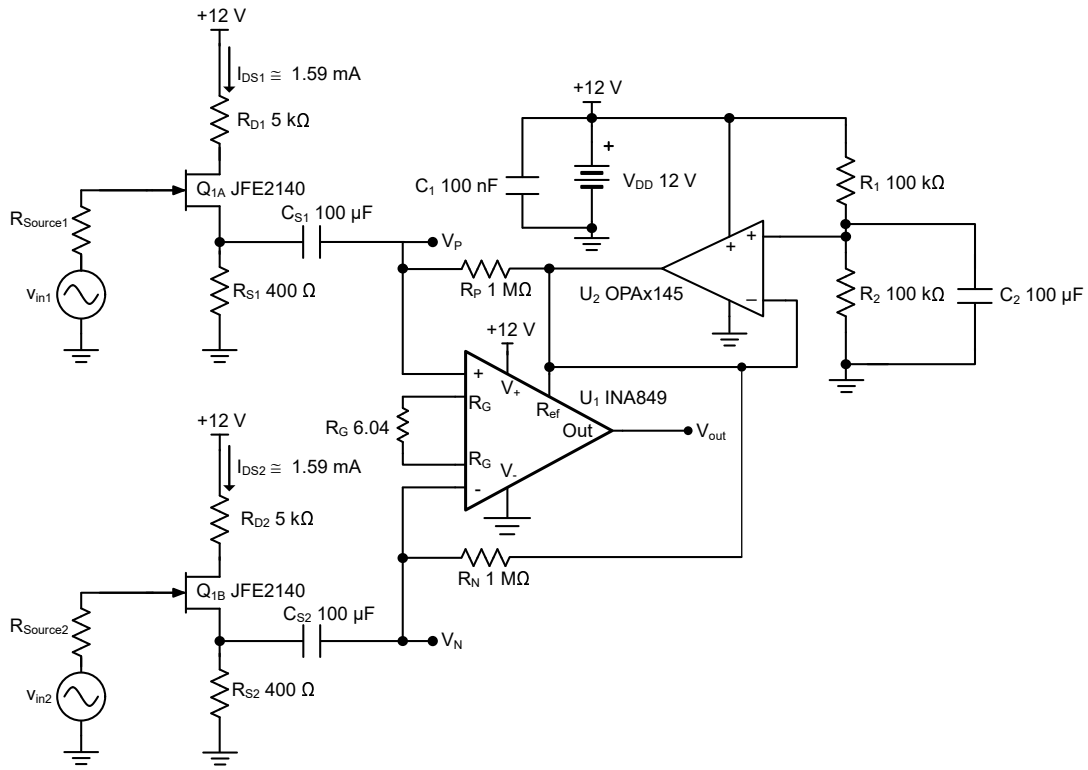 +12 V
I_DS1 ≅ 1.59 mA
R_D1 5 kΩ
Q_1A JFE2140
R_Source1
v_in1
C_S1 100 µF
R_S1 400 Ω
V_P
R_P 1 MΩ
+12 V
C_1 100 nF
+
V_DD 12 V
R_1 100 kΩ
+
+
−
U_2 OPAx145
R_2 100 kΩ
C_2 100 µF
+12 V
V_+
+
R_G
R_ef
U_1 INA849
R_G 6.04
Out
V_out
R_G
V_-
-
R_N 1 MΩ
+12 V
I_DS2 ≅ 1.59 mA
R_D2 5 kΩ
Q_1B JFE2140
R_Source2
v_in2
C_S2 100 µF
V_N
R_S2 400 Ω